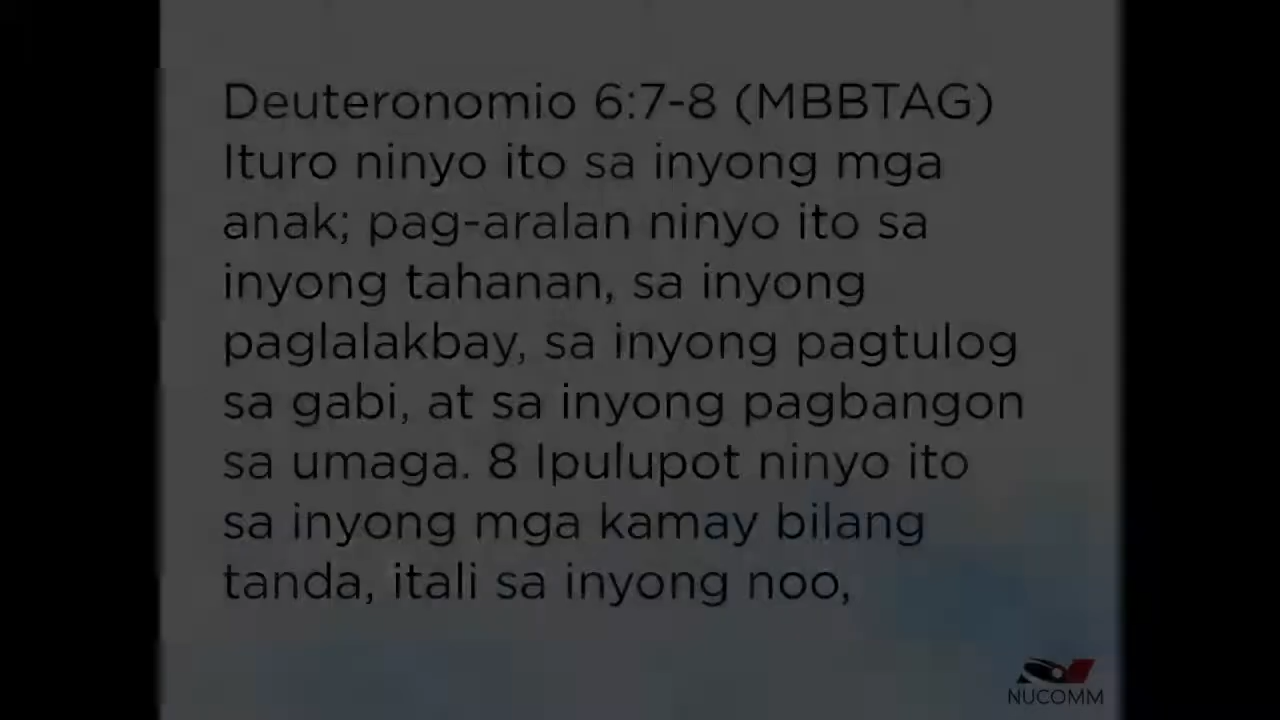 Deuteronomio 6:7-8 (MBBTAG)
Ituro ninyo ito sa inyong mga
anak; pag-aralan ninyo ito sa
inyong tahanan, sa inyong
paglalakbay, sa inyong pagtulog
sa gabi, at sa inyong pagbangon
sa umaga. 8 Ipulupot ninyo ito
sa inyong mga kamay bilang
tanda, itali sa inyong noo,
NUCOMM